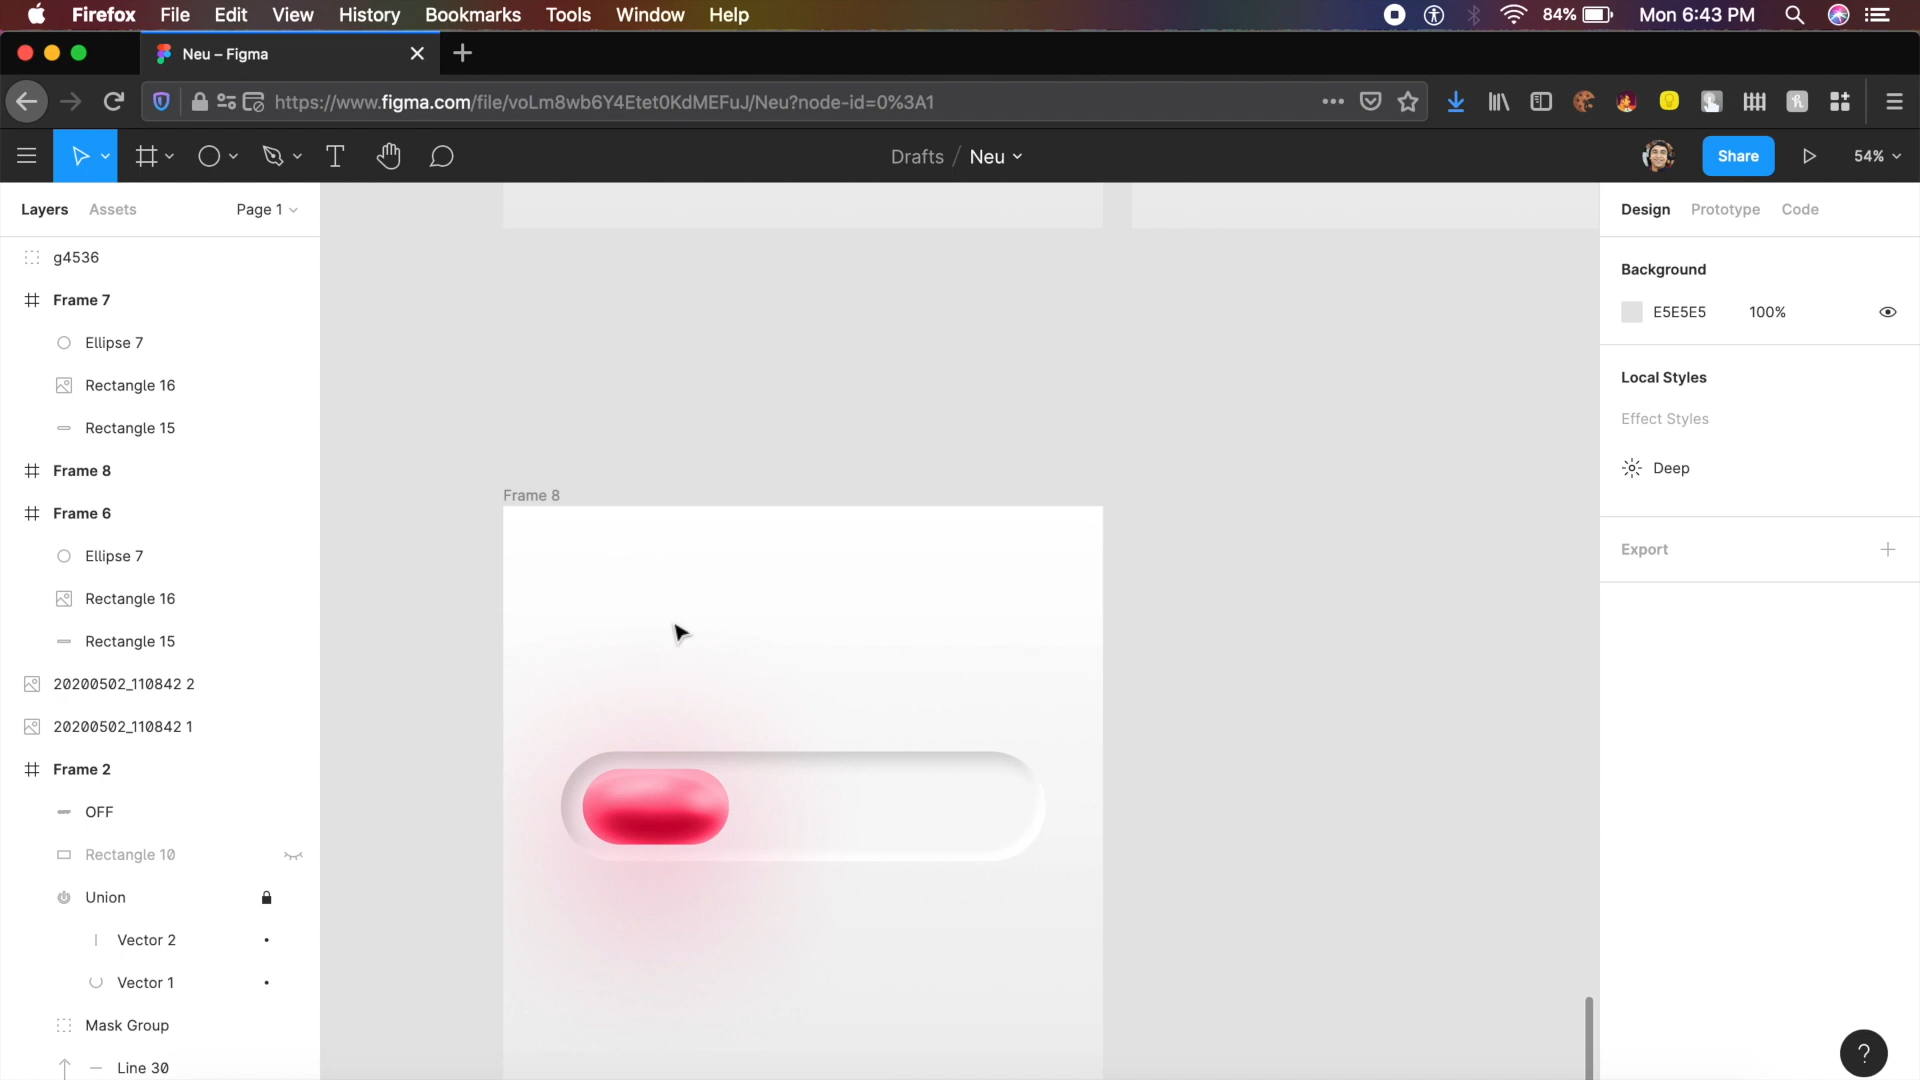 Firefox File Edit View History Bookmarks Tools Window Help 84% Mon 6:43 PM
Neu – Figma
https://www.figma.com/file/voLm8wb6Y4Etet0KdMEFuJ/Neu?node-id=0%3A1
Drafts / Neu Share 54%
Layers Assets Page 1
g4536
Frame 7
Ellipse 7
Rectangle 16
Rectangle 15
Frame 8
Frame 6
Ellipse 7
Rectangle 16
Rectangle 15
20200502_110842 2
20200502_110842 1
Frame 2
OFF
Rectangle 10
Union
Vector 2
Vector 1
Mask Group
Line 30
Frame 8
Design Prototype Code
Background
E5E5E5 100%
Local Styles
Effect Styles
Deep
Export
?